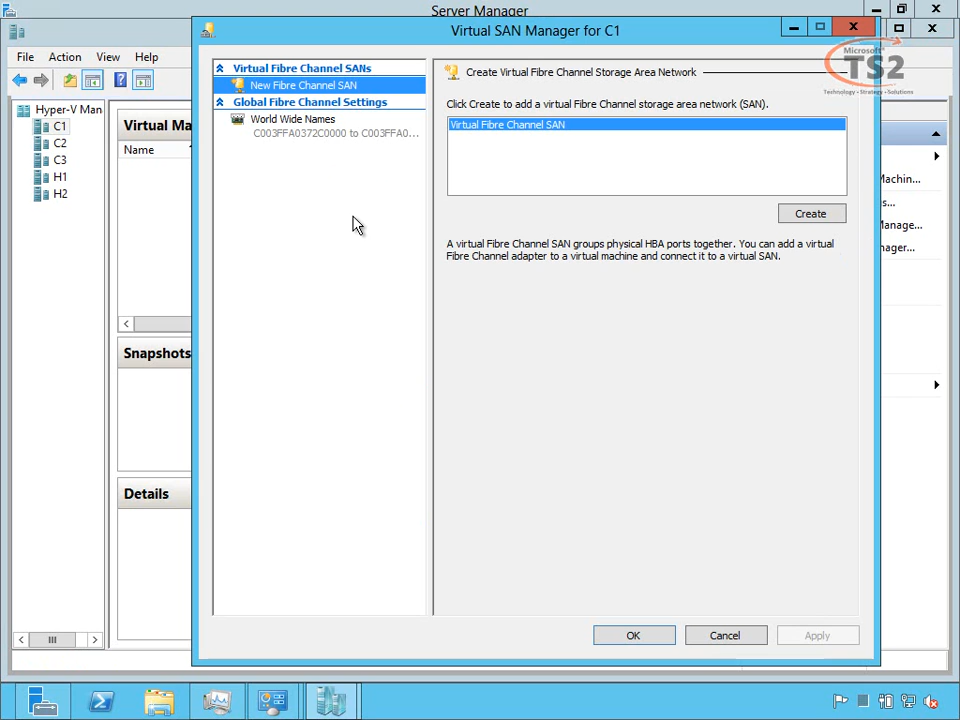 Server Manager
Virtual SAN Manager for C1
File Action View Help
Microsoft
TS2
Technology • Strategy • Solutions
Hyper-V Man
C1
C2
C3
H1
H2
Virtual Ma
Name
Snapshots
Details
Virtual Fibre Channel SANs
New Fibre Channel SAN
Global Fibre Channel Settings
World Wide Names
C003FFA0372C0000 to C003FFA0...
Create Virtual Fibre Channel Storage Area Network
Click Create to add a virtual Fibre Channel storage area network (SAN).
Virtual Fibre Channel SAN
Create
A virtual Fibre Channel SAN groups physical HBA ports together. You can add a virtual
Fibre Channel adapter to a virtual machine and connect it to a virtual SAN.
Machin...
s...
Manage...
nager...
OK Cancel Apply